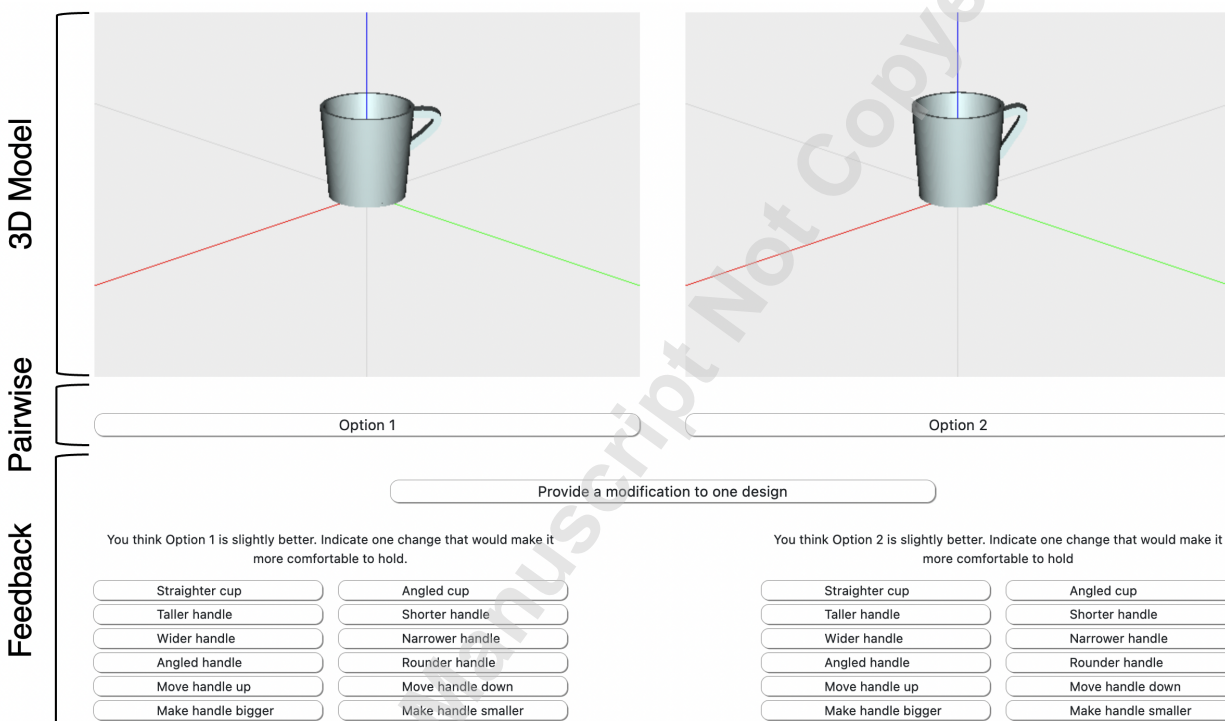 3D Model
Pairwise
Option 1
Option 2
Feedback
Provide a modification to one design
You think Option 1 is slightly better. Indicate one change that would make it
more comfortable to hold.
Straighter cup
Angled cup
Taller handle
Shorter handle
Wider handle
Narrower handle
Angled handle
Rounder handle
Move handle up
Move handle down
Make handle bigger
Make handle smaller
You think Option 2 is slightly better. Indicate one change that would make it
more comfortable to hold
Straighter cup
Angled cup
Taller handle
Shorter handle
Wider handle
Narrower handle
Angled handle
Rounder handle
Move handle up
Move handle down
Make handle bigger
Make handle smaller
Manuscript Not Copye